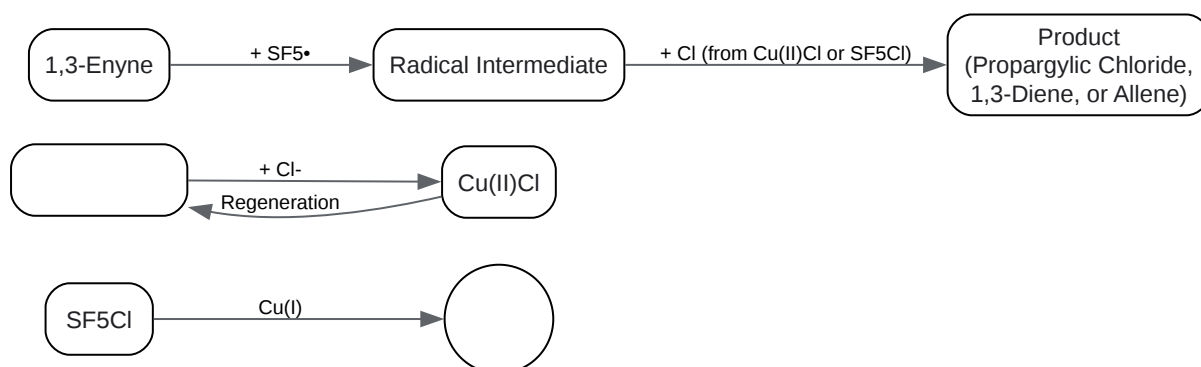 1,3-Enyne
+ SF5•
Radical Intermediate
+ Cl (from Cu(II)Cl or SF5Cl)
Product
(Propargylic Chloride,
1,3-Diene, or Allene)
+ Cl-
Cu(II)Cl
Regeneration
SF5Cl
Cu(I)